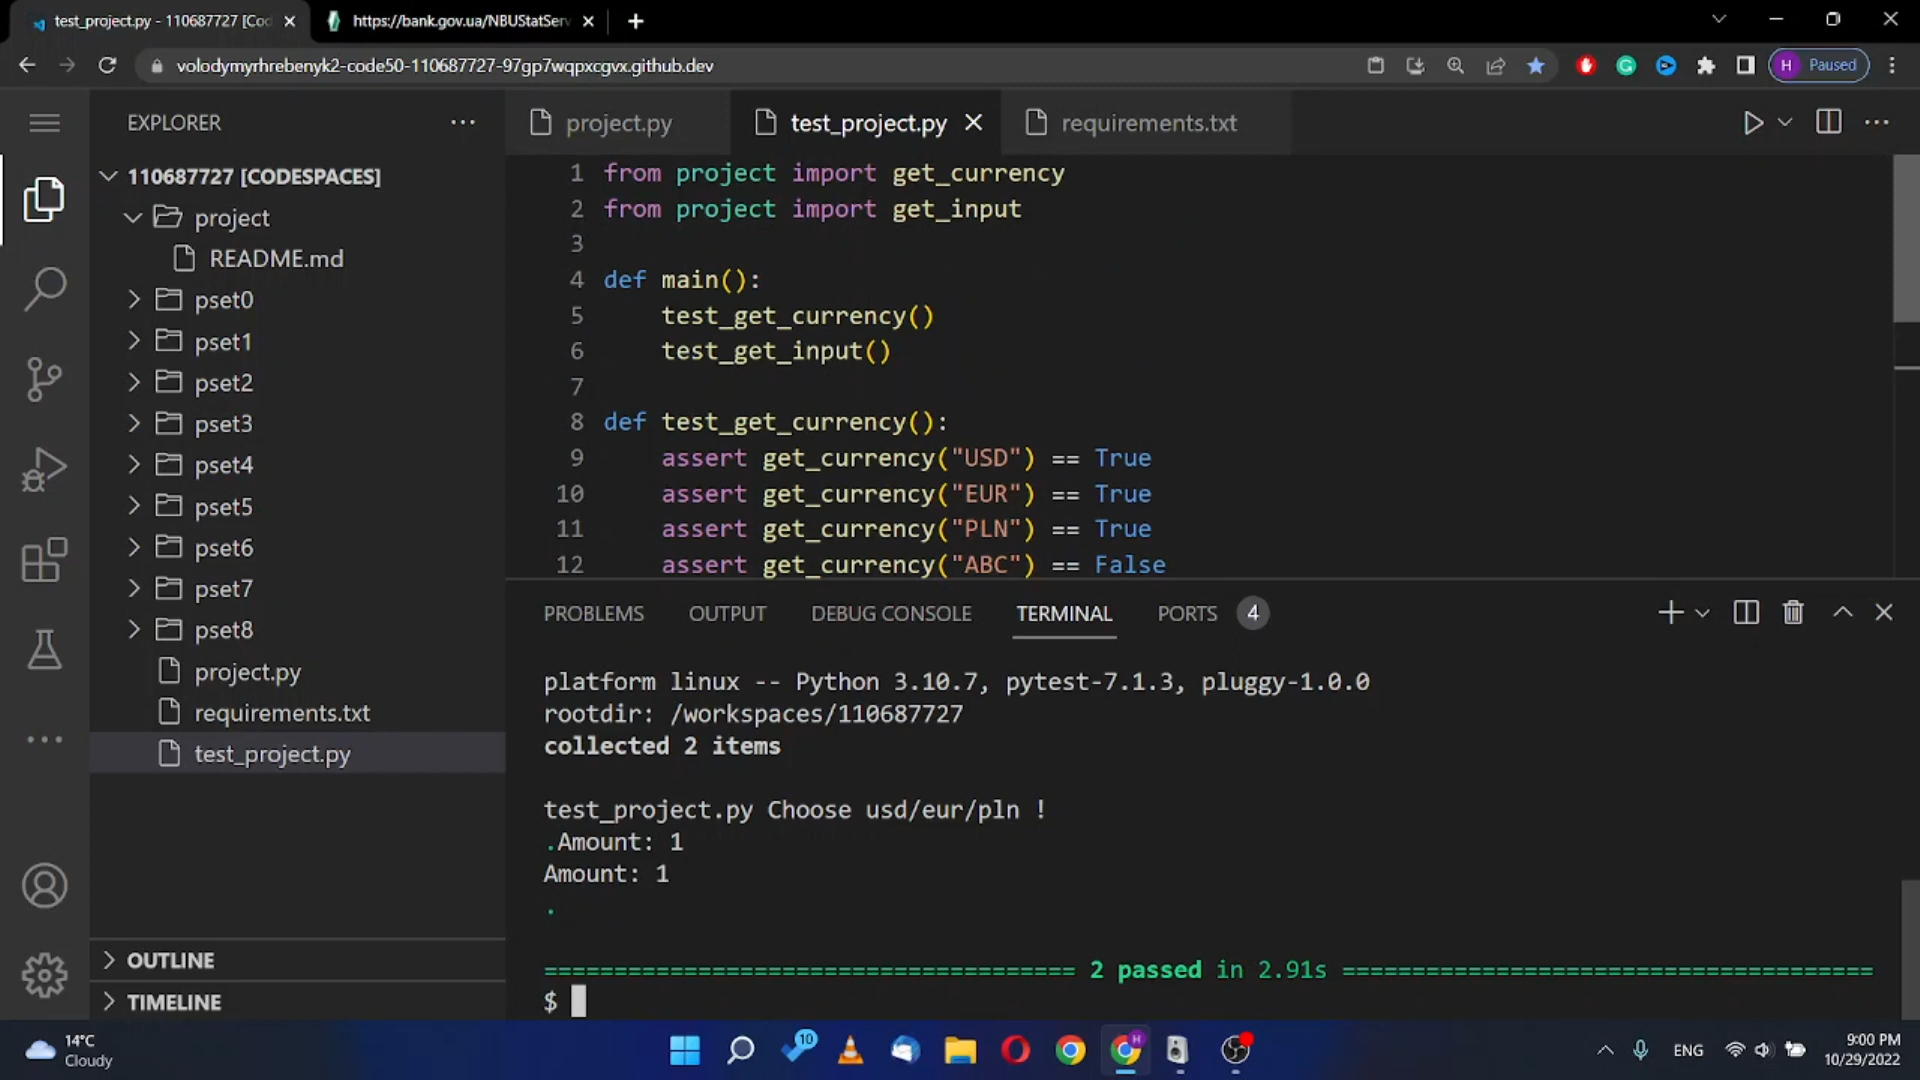 test_project.py - 110687727 [Cod
https://bank.gov.ua/NBUStatServ
volodymyrhrebenyk2-code50-110687727-97gp7wqpxcgvx.github.dev
H Paused
EXPLORER
project.py
test_project.py
requirements.txt
110687727 [CODESPACES]
project
README.md
pset0
pset1
pset2
pset3
pset4
pset5
pset6
pset7
pset8
project.py
requirements.txt
test_project.py
OUTLINE
TIMELINE
1 from project import get_currency
2 from project import get_input
3
4 def main():
5 test_get_currency()
6 test_get_input()
7
8 def test_get_currency():
9 assert get_currency("USD") == True
10 assert get_currency("EUR") == True
11 assert get_currency("PLN") == True
12 assert get_currency("ABC") == False
PROBLEMS OUTPUT DEBUG CONSOLE TERMINAL PORTS 4
platform linux -- Python 3.10.7, pytest-7.1.3, pluggy-1.0.0
rootdir: /workspaces/110687727
collected 2 items
test_project.py Choose usd/eur/pln !
.Amount: 1
Amount: 1
.
====================================== 2 passed in 2.91s ======================================
$
14°C
Cloudy
10
H
ENG
9:00 PM
10/29/2022